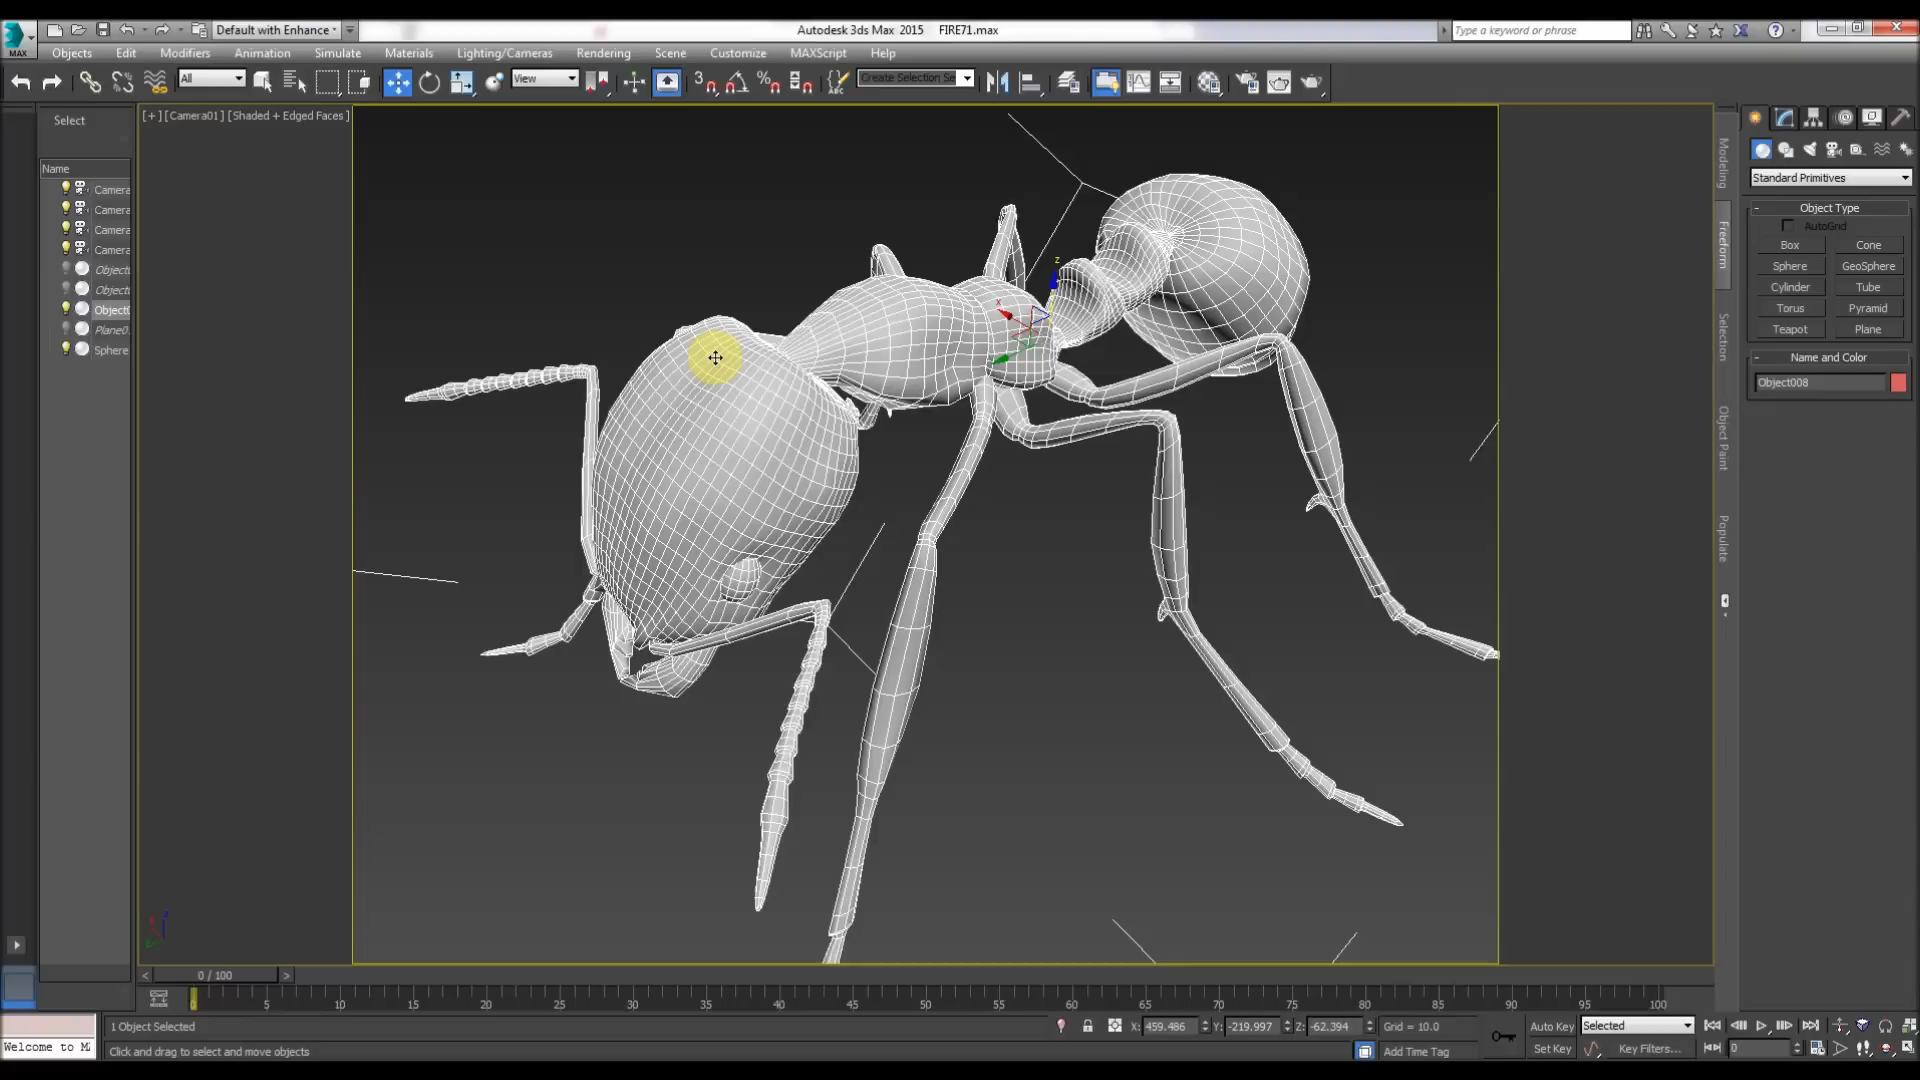 Default with Enhance
Autodesk 3ds Max 2015 FIRE71.max
Type a keyword or phrase
MAX
Objects Edit Modifiers Animation Simulate Materials Lighting/Cameras Rendering Scene Customize MAXScript Help
All
View
3
%
ABC
Create Selection Se
Select
[+] [Camera01] [Shaded + Edged Faces]
Name
Camera
Camera
Camera
Camera
Object0
Object0
Object0
Plane0
Sphere
z
x
Modeling
Freeform
Selection
Object Paint
Populate
Standard Primitives
- Object Type
AutoGrid
Box Cone
Sphere GeoSphere
Cylinder Tube
Torus Pyramid
Teapot Plane
- Name and Color
Object008
< 0 / 100 >
0 5 10 15 20 25 30 35 40 45 50 55 60 65 70 75 80 85 90 95 100
1 Object Selected
X: 459.486 Y: -219.997 Z: -62.394 Grid = 10.0
Auto Key Selected
Welcome to M
Click and drag to select and move objects
Add Time Tag
Set Key Key Filters... 0